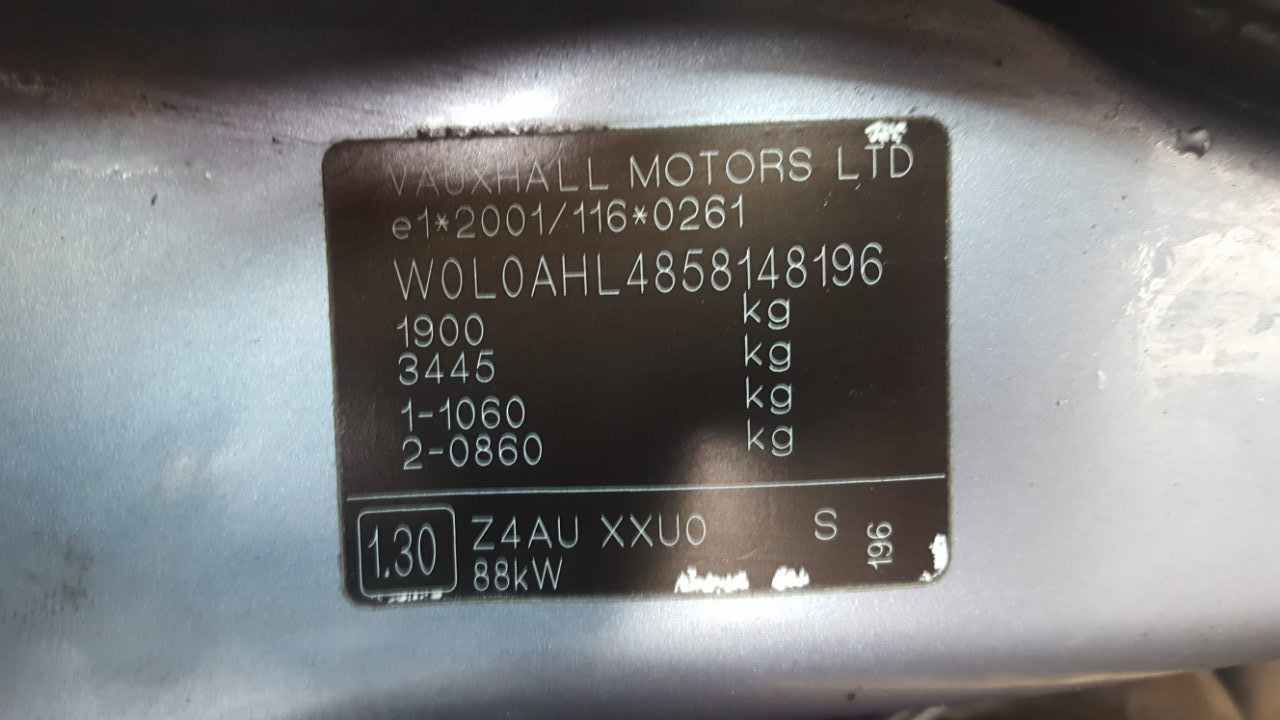 VAUXHALL MOTORS LTD
e1*2001/116*0261
W0L0AHL4858148196
1900 kg
3445 kg
1-1060 kg
2-0860 kg
1.30 Z4AU XXU0 S 196
88kW